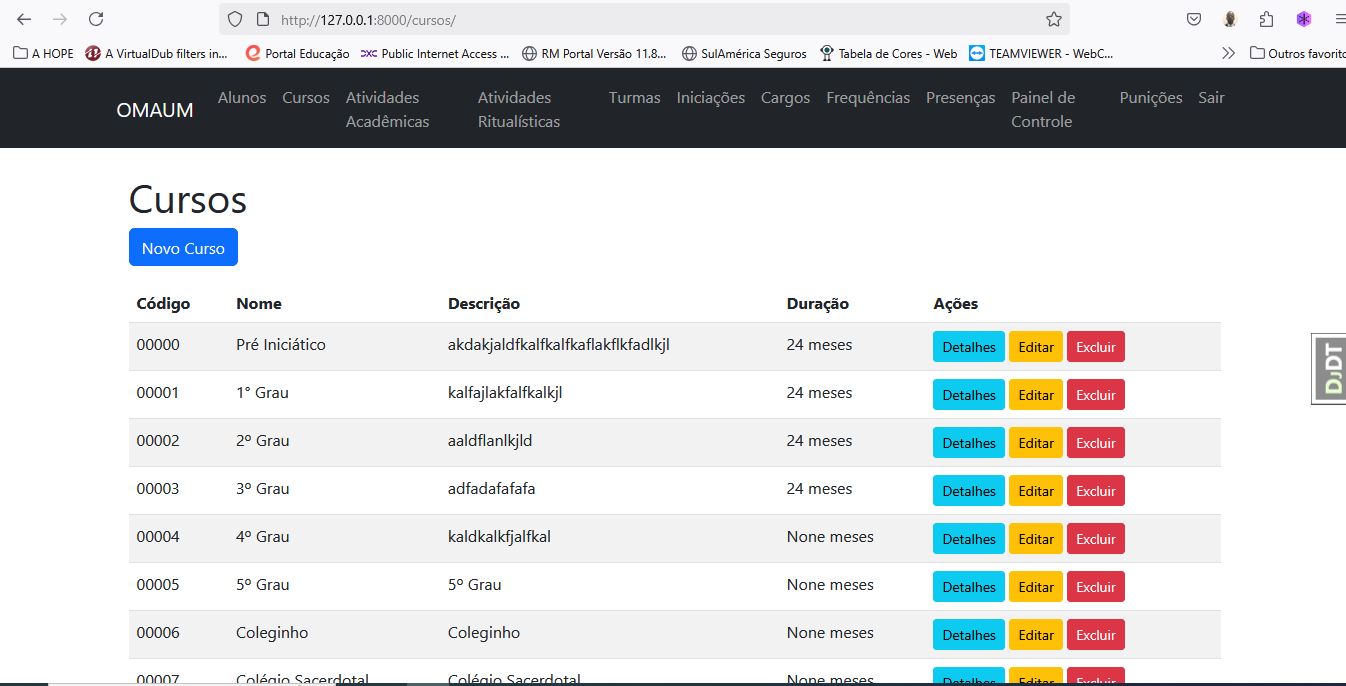 http://127.0.0.1:8000/cursos/
A HOPE A VirtualDub filters in... Portal Educação Public Internet Access ... RM Portal Versão 11.8... SulAmérica Seguros Tabela de Cores - Web TEAMVIEWER - WebC... Outros favorito
OMAUM
Alunos Cursos Atividades Acadêmicas Atividades Ritualísticas Turmas Iniciações Cargos Frequências Presenças Painel de Controle Punições Sair
Cursos
Novo Curso
Código Nome Descrição Duração Ações
00000 Pré Iniciático akdakjaldfkalfkalfkaflakflkfadlkjl 24 meses Detalhes Editar Excluir
00001 1° Grau kalfajlakfalfkalkjl 24 meses Detalhes Editar Excluir
00002 2º Grau aaldflanlkjld 24 meses Detalhes Editar Excluir
00003 3º Grau adfadafafafa 24 meses Detalhes Editar Excluir
00004 4º Grau kaldkalkfjalfkal None meses Detalhes Editar Excluir
00005 5º Grau 5º Grau None meses Detalhes Editar Excluir
00006 Coleginho Coleginho None meses Detalhes Editar Excluir
00007 Colégio Sacerdotal Colégio Sacerdotal None meses Detalhes Editar Excluir
DJDT